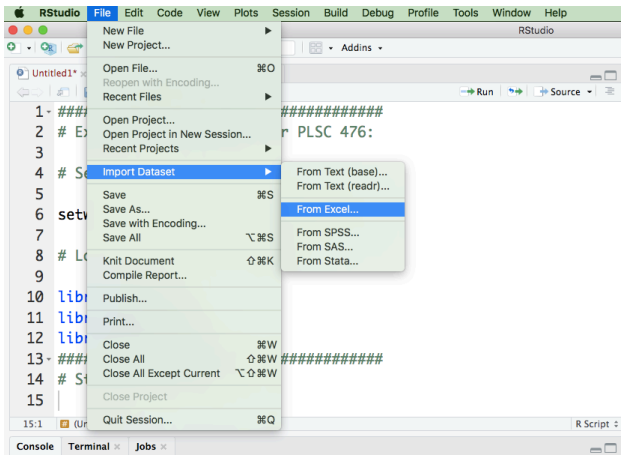 RStudio File Edit Code View Plots Session Build Debug Profile Tools Window Help
RStudio
New File
New Project...
Addins
Open File... ⌘O
Reopen with Encoding...
Recent Files
Open Project...
Open Project in New Session...
Recent Projects
Import Dataset
From Text (base)...
From Text (readr)...
From Excel...
From SPSS...
From SAS...
From Stata...
Save ⌘S
Save As...
Save with Encoding...
Save All ⌥⌘S
Knit Document ⇧⌘K
Compile Report...
Publish...
Print...
Close ⌘W
Close All ⇧⌘W
Close All Except Current ⌥⇧⌘W
Close Project
Quit Session... ⌘Q
Untitled1*
Run Source
1 #### ############
2 # Ex r PLSC 476:
3
4 # Se
5
6 setw
7
8 # Lo
9
10 libr
11 libr
12 libr
13 #### ############
14 # St
15
15:1 (Un R Script
Console Terminal Jobs